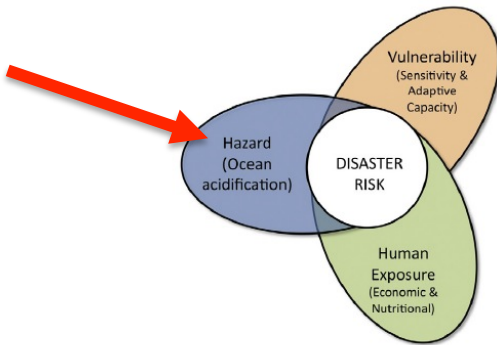 Vulnerability
(Sensitivity &
Adaptive
Capacity)
Hazard
(Ocean
acidification)
DISASTER
RISK
Human
Exposure
(Economic &
Nutritional)